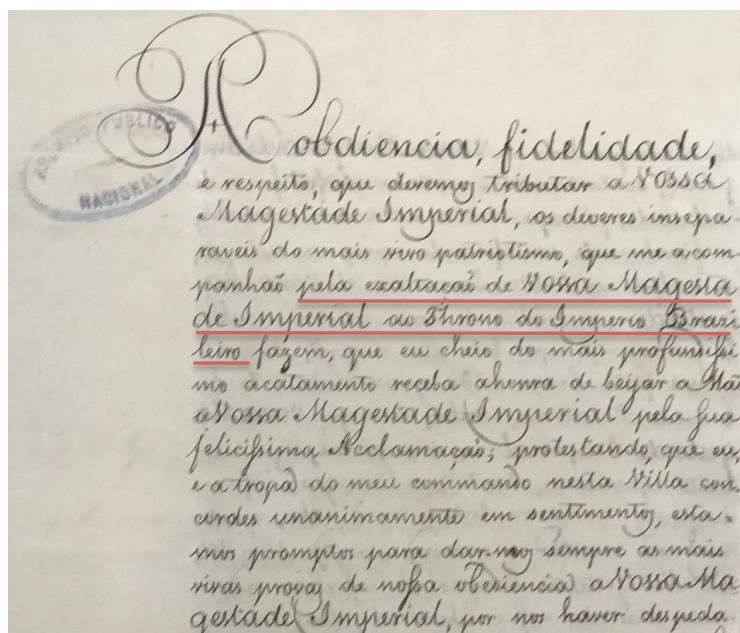 ARCHIVO PUBLICO
NACIONAL
A obdiencia, fidelidade,
e respeito, que devemos tributar a Vossa
Magestade Imperial, os deveres insepa
raveis do mais vivo patriotismo, que me acom
panhaõ pela exaltaçaõ de Vossa Magesta
de Imperial ao Throno do Imperio Brazi
leiro fazem, que eu cheio do mais profundissi
mo acatamento receba ahonra de beijar a Maõ
a Vossa Magestade Imperial pela sua
felicissima Acclamaçaõ; protestando, que eu,
e a tropa do meu commando nesta Villa con
cordes unanimamente em sentimentos, esta-
mos promptos para dar-mos sempre as mais
vivas provas de nossa obesiencia a Vossa Ma
gestade Imperial, por nos haver despeda